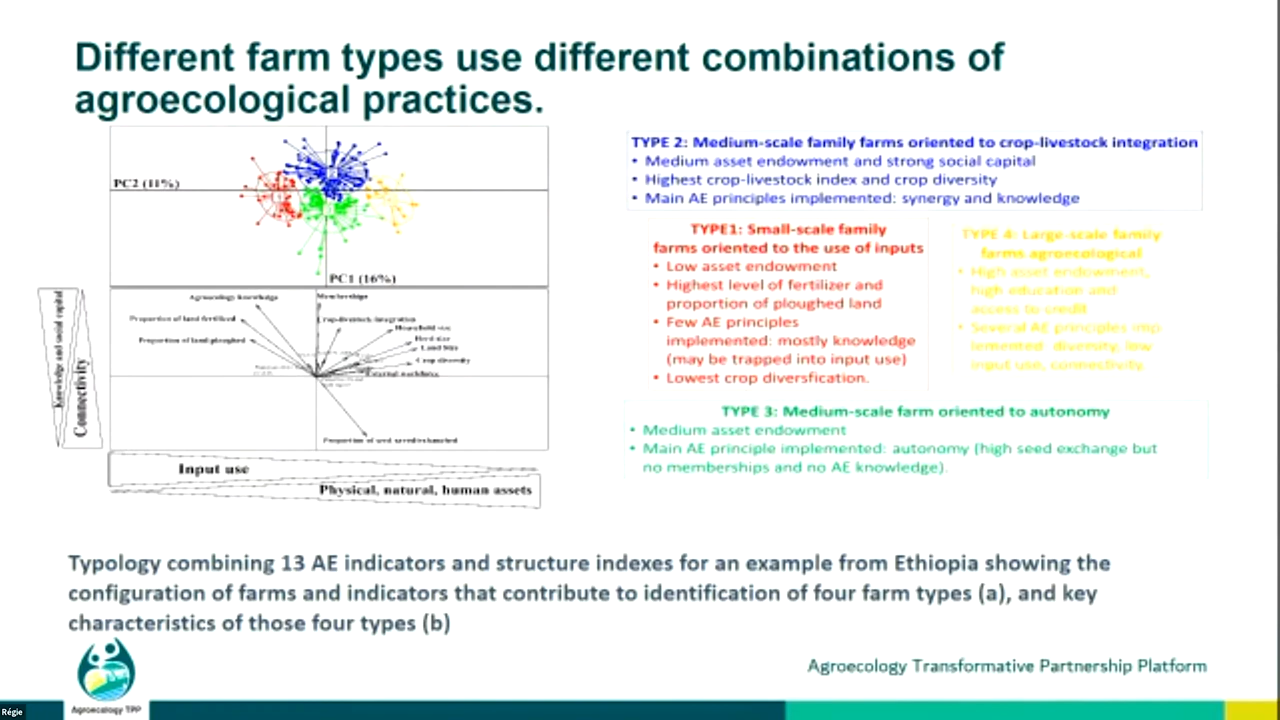 Different farm types use different combinations of
agroecological practices.
PC2 (11%)
PC1 (16%)
Agroecology knowledge
Memberships
Proportion of land fertilized
Crop-livestock integration
Household size
Proportion of land ploughed
Herd size
Land Size
Crop diversity
External workforce
Proportion of seed saved/exchanged
Knowledge and social capital
Connectivity
Input use
Physical, natural, human assets
TYPE 2: Medium-scale family farms oriented to crop-livestock integration
• Medium asset endowment and strong social capital
• Highest crop-livestock index and crop diversity
• Main AE principles implemented: synergy and knowledge
TYPE1: Small-scale family
farms oriented to the use of inputs
• Low asset endowment
• Highest level of fertilizer and
proportion of ploughed land
• Few AE principles
implemented: mostly knowledge
(may be trapped into input use)
• Lowest crop diversfication.
TYPE 4: Large-scale family
farms agroecological
• High asset endowment,
high education and
access to credit
• Several AE principles imp
lemented: diversity, low
input use, connectivity.
TYPE 3: Medium-scale farm oriented to autonomy
• Medium asset endowment
• Main AE principle implemented: autonomy (high seed exchange but
no memberships and no AE knowledge).
Typology combining 13 AE indicators and structure indexes for an example from Ethiopia showing the
configuration of farms and indicators that contribute to identification of four farm types (a), and key
characteristics of those four types (b)
Agroecology Transformative Partnership Platform
Agroecology TPP
Régie